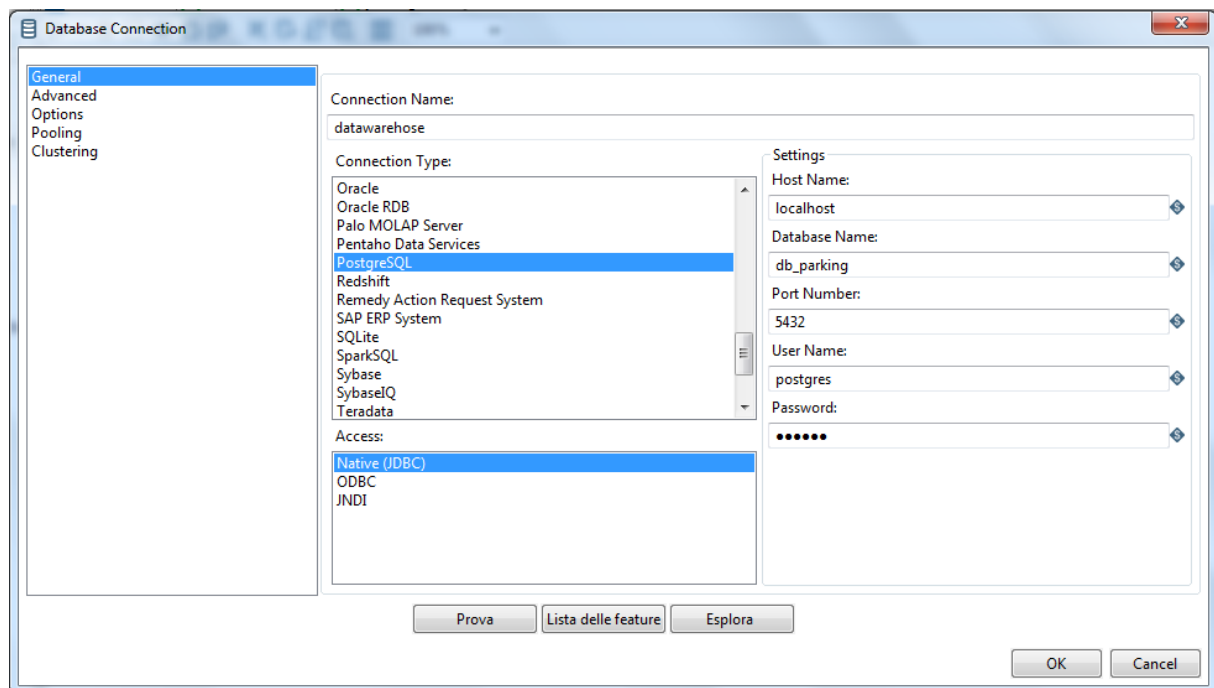 Database Connection
General
Advanced
Options
Pooling
Clustering
Connection Name:
datawarehose
Connection Type:
Oracle
Oracle RDB
Palo MOLAP Server
Pentaho Data Services
PostgreSQL
Redshift
Remedy Action Request System
SAP ERP System
SQLite
SparkSQL
Sybase
SybaseIQ
Teradata
Access:
Native (JDBC)
ODBC
JNDI
Settings
Host Name:
localhost
Database Name:
db_parking
Port Number:
5432
User Name:
postgres
Password:
●●●●●●
Prova Lista delle feature Esplora
OK Cancel